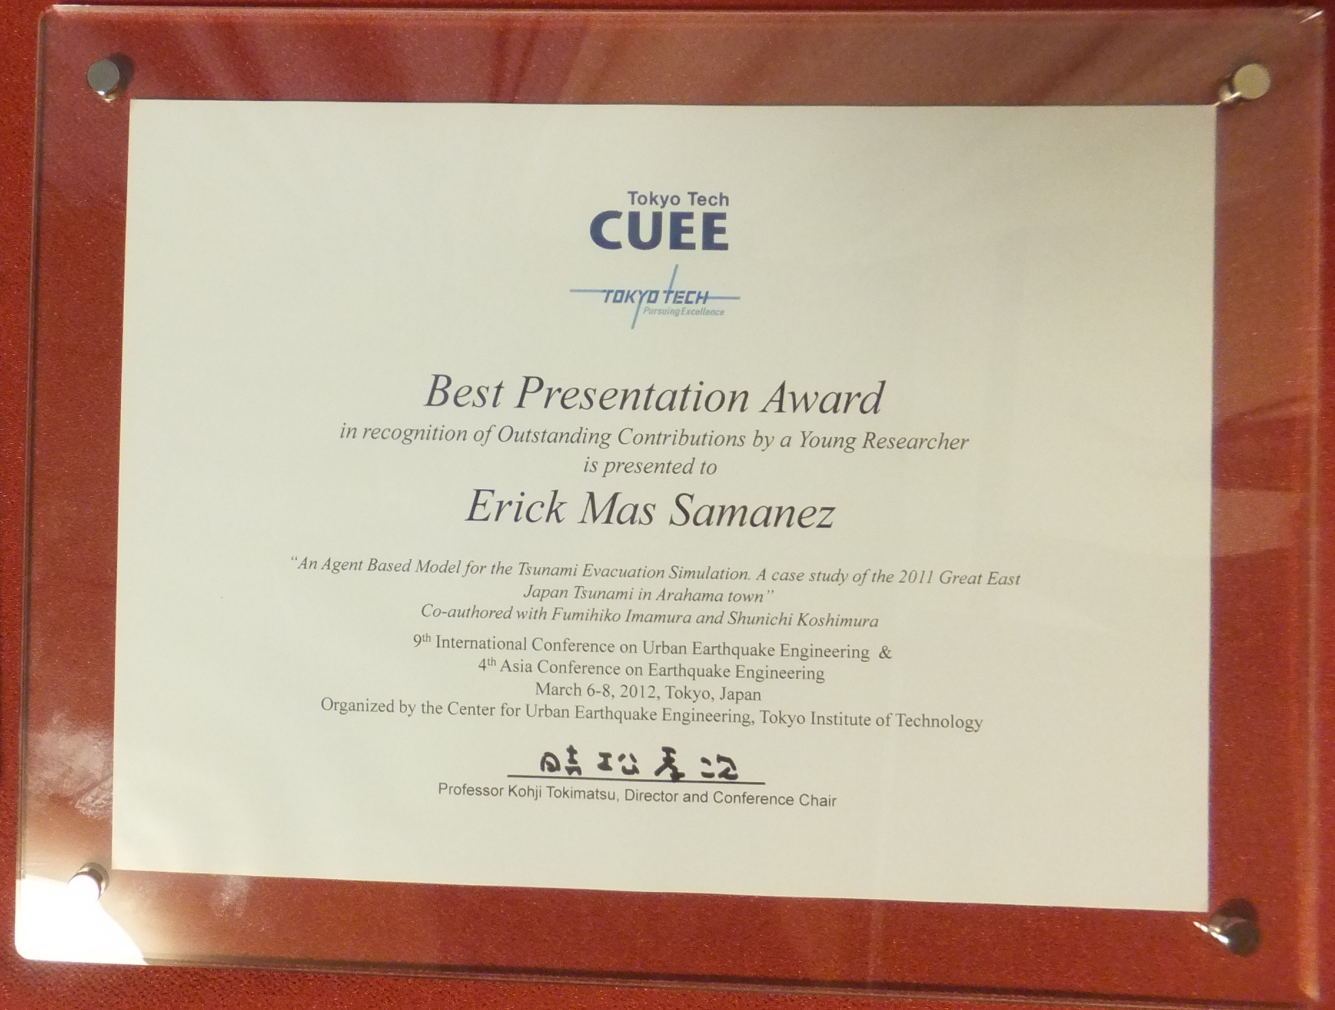 Tokyo Tech
CUEE
TOKYO TECH
Pursuing Excellence
Best Presentation Award
in recognition of Outstanding Contributions by a Young Researcher
is presented to
Erick Mas Samanez
“An Agent Based Model for the Tsunami Evacuation Simulation. A case study of the 2011 Great East
Japan Tsunami in Arahama town”
Co-authored with Fumihiko Imamura and Shunichi Koshimura
9th International Conference on Urban Earthquake Engineering &
4th Asia Conference on Earthquake Engineering
March 6-8, 2012, Tokyo, Japan
Organized by the Center for Urban Earthquake Engineering, Tokyo Institute of Technology
時松孝次
Professor Kohji Tokimatsu, Director and Conference Chair